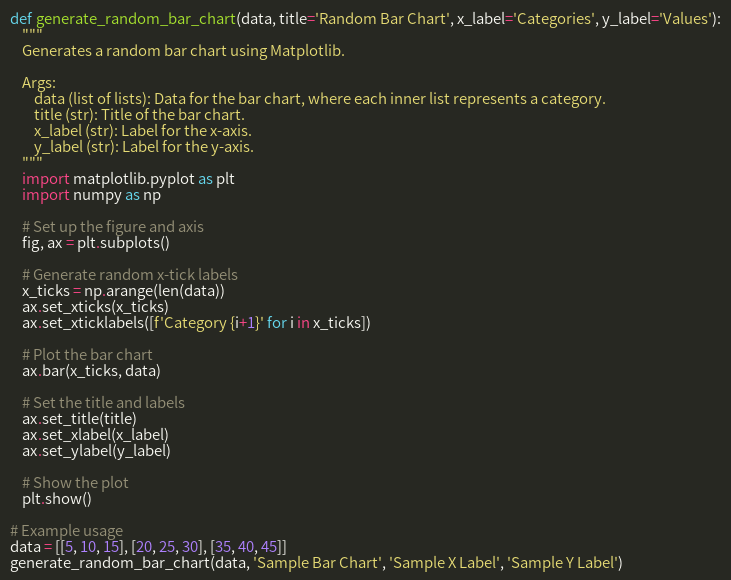 def generate_random_bar_chart(data, title='Random Bar Chart', x_label='Categories', y_label='Values'):
    """
    Generates a random bar chart using Matplotlib.

    Args:
        data (list of lists): Data for the bar chart, where each inner list represents a category.
        title (str): Title of the bar chart.
        x_label (str): Label for the x-axis.
        y_label (str): Label for the y-axis.
    """
    import matplotlib.pyplot as plt
    import numpy as np

    # Set up the figure and axis
    fig, ax = plt.subplots()

    # Generate random x-tick labels
    x_ticks = np.arange(len(data))
    ax.set_xticks(x_ticks)
    ax.set_xticklabels([f'Category {i+1}' for i in x_ticks])

    # Plot the bar chart
    ax.bar(x_ticks, data)

    # Set the title and labels
    ax.set_title(title)
    ax.set_xlabel(x_label)
    ax.set_ylabel(y_label)

    # Show the plot
    plt.show()

# Example usage
data = [[5, 10, 15], [20, 25, 30], [35, 40, 45]]
generate_random_bar_chart(data, 'Sample Bar Chart', 'Sample X Label', 'Sample Y Label')